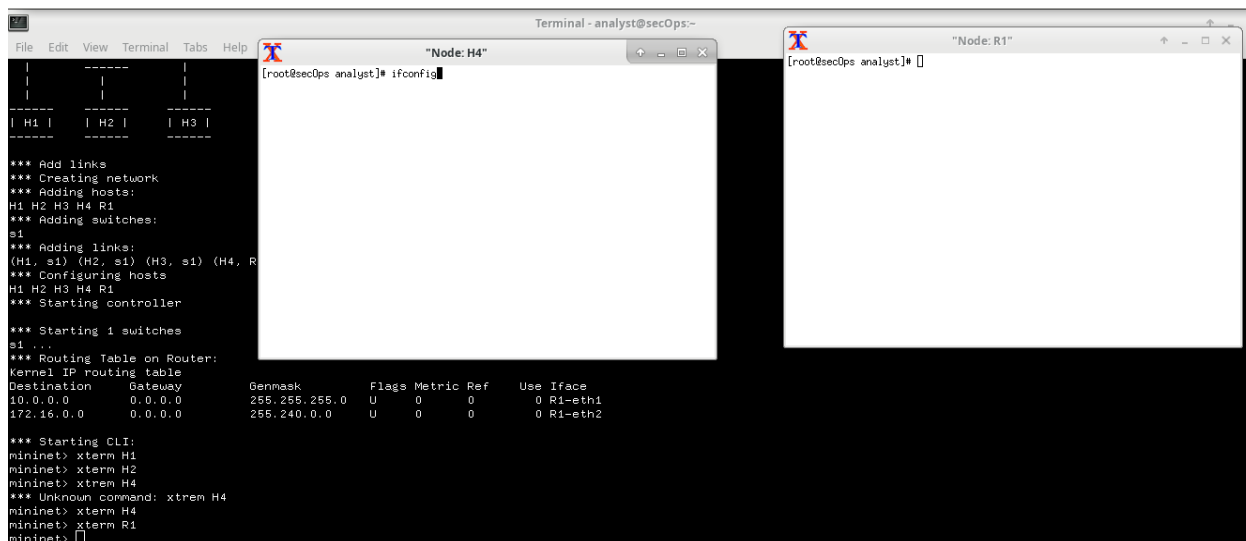 Terminal - analyst@secOps:~
File Edit View Terminal Tabs Help
| H1 | | H2 | | H3 |
*** Add links
*** Creating network
*** Adding hosts:
H1 H2 H3 H4 R1
*** Adding switches:
s1
*** Adding links:
(H1, s1) (H2, s1) (H3, s1) (H4, R
*** Configuring hosts
H1 H2 H3 H4 R1
*** Starting controller
*** Starting 1 switches
s1 ...
*** Routing Table on Router:
Kernel IP routing table
Destination Gateway Genmask Flags Metric Ref Use Iface
10.0.0.0 0.0.0.0 255.255.255.0 U 0 0 0 R1-eth1
172.16.0.0 0.0.0.0 255.240.0.0 U 0 0 0 R1-eth2
*** Starting CLI:
mininet> xterm H1
mininet> xterm H2
mininet> xtrem H4
*** Unknown command: xtrem H4
mininet> xterm H4
mininet> xterm R1
mininet>
"Node: H4"
[root@secOps analyst]# ifconfig
"Node: R1"
[root@secOps analyst]#